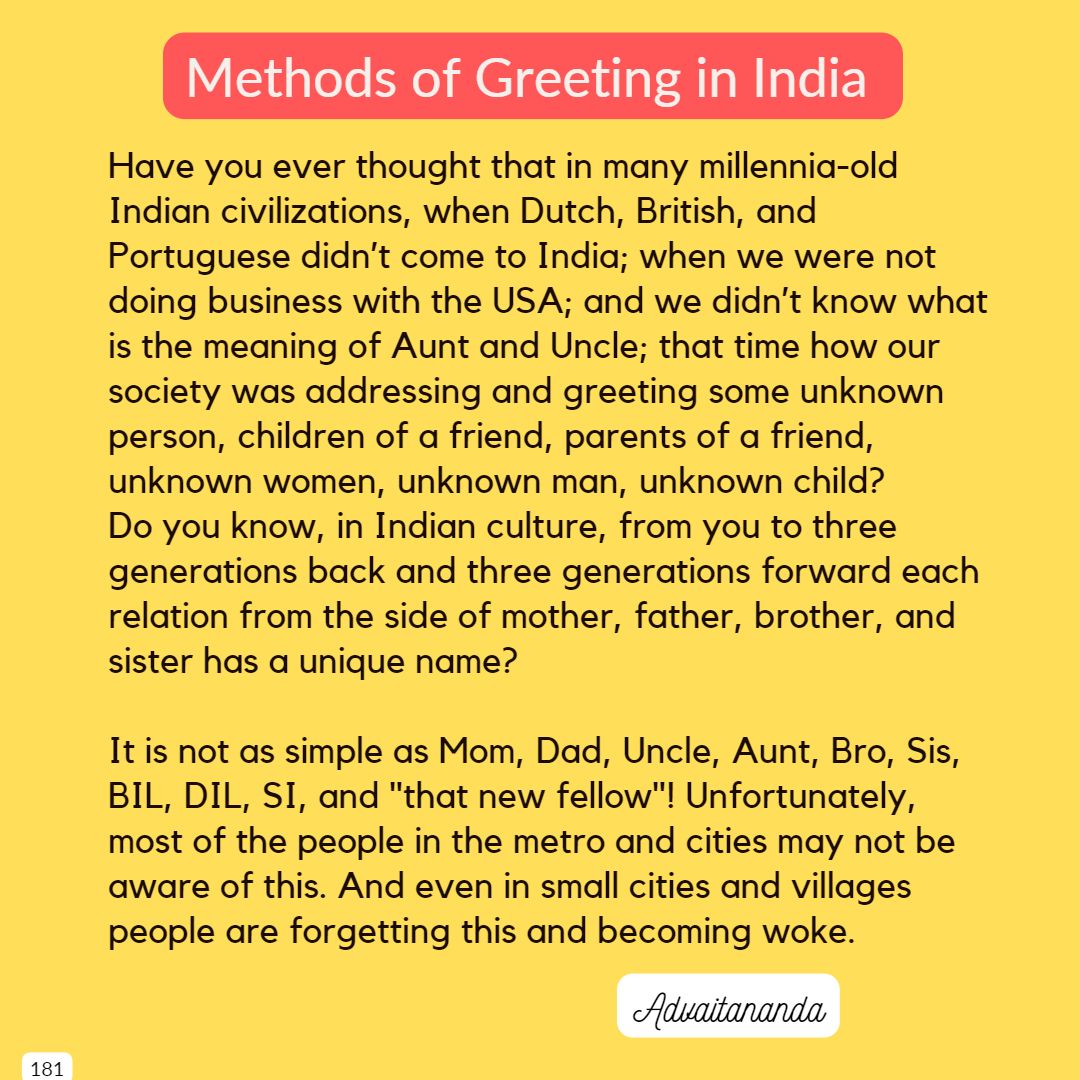 Methods of Greeting in India
Have you ever thought that in many millennia-old
Indian civilizations, when Dutch, British, and
Portuguese didn’t come to India; when we were not
doing business with the USA; and we didn’t know what
is the meaning of Aunt and Uncle; that time how our
society was addressing and greeting some unknown
person, children of a friend, parents of a friend,
unknown women, unknown man, unknown child?
Do you know, in Indian culture, from you to three
generations back and three generations forward each
relation from the side of mother, father, brother, and
sister has a unique name?
It is not as simple as Mom, Dad, Uncle, Aunt, Bro, Sis,
BIL, DIL, SI, and "that new fellow"! Unfortunately,
most of the people in the metro and cities may not be
aware of this. And even in small cities and villages
people are forgetting this and becoming woke.
Advaitananda
181